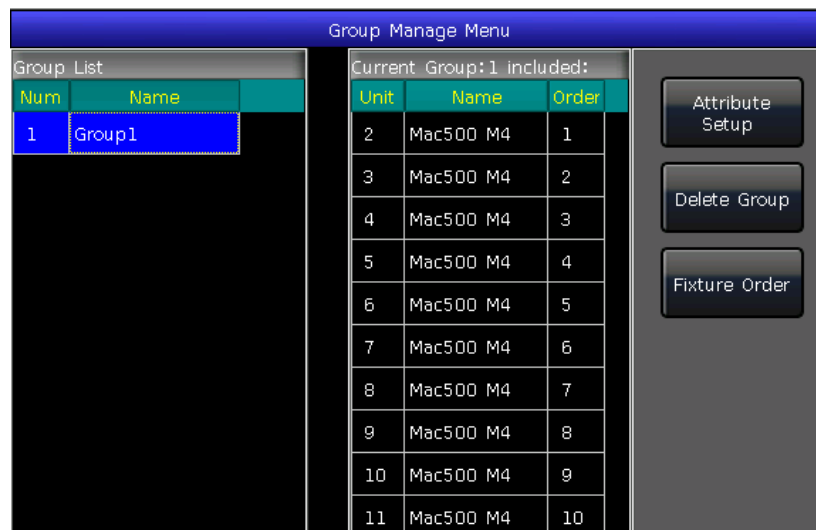 Group Manage Menu
Group List
Num Name
1 Group1
Current Group:1 included:
Unit Name Order
2 Mac500 M4 1
3 Mac500 M4 2
4 Mac500 M4 3
5 Mac500 M4 4
6 Mac500 M4 5
7 Mac500 M4 6
8 Mac500 M4 7
9 Mac500 M4 8
10 Mac500 M4 9
11 Mac500 M4 10
Attribute
Setup
Delete Group
Fixture Order